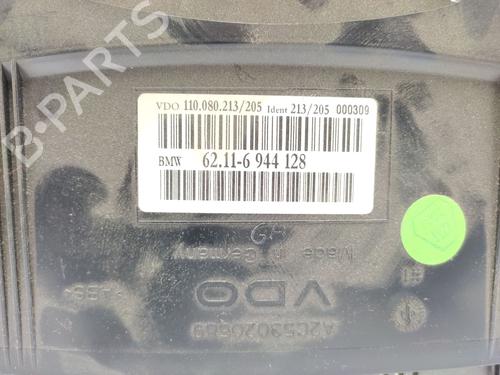 VDO 110.080.213/205 Ident 213/205 000309
BMW 62.11-6 944 128
Made in Germany
VDO
B-PARTS